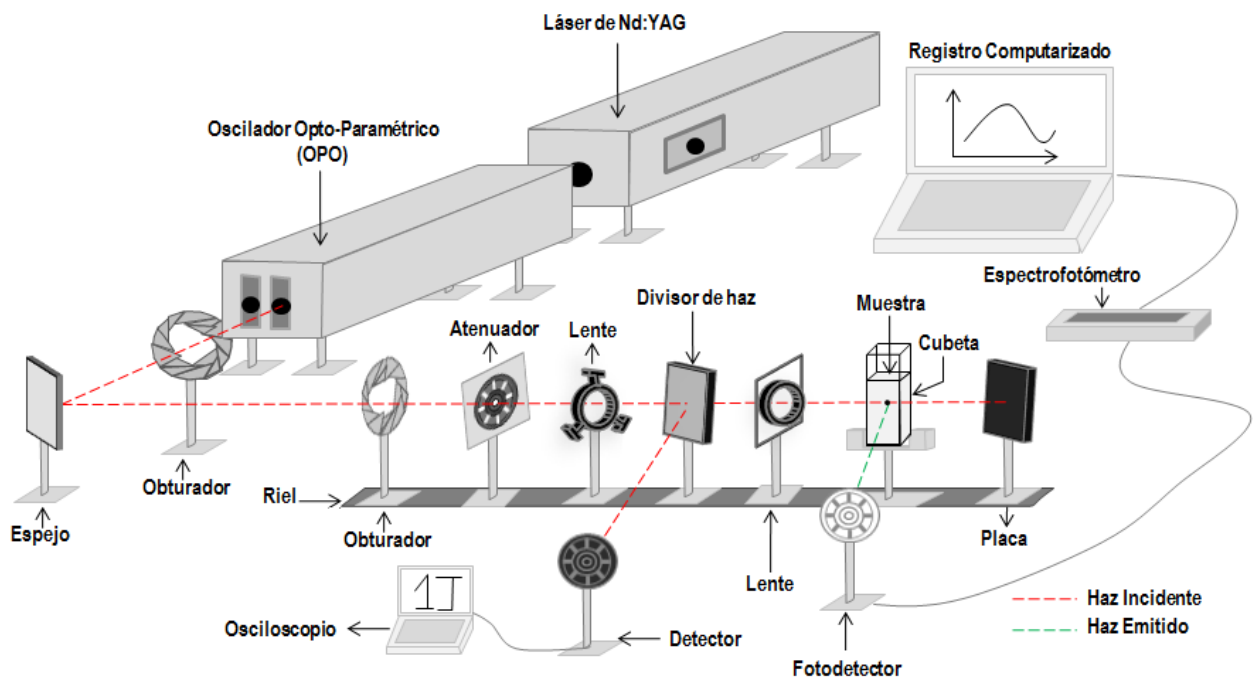 Láser de Nd:YAG
Registro Computarizado
Oscilador Opto-Paramétrico
(OPO)
Espectrofotómetro
Divisor de haz
Muestra
Lente
Atenuador
Cubeta
Obturador
Riel
Espejo
Obturador
Lente
Placa
1J
Haz Incidente
Osciloscopio
Haz Emitido
Detector
Fotodetector